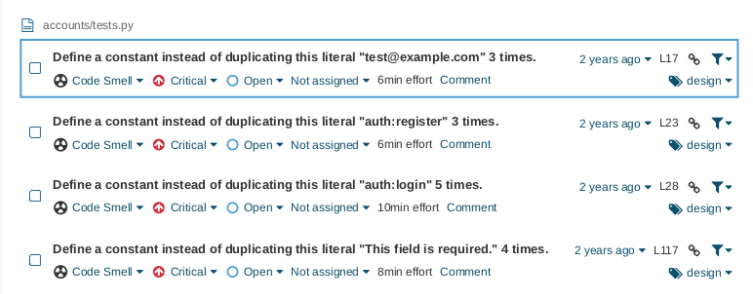 accounts/tests.py
Define a constant instead of duplicating this literal "test@example.com" 3 times. 2 years ago L17
Code Smell Critical Open Not assigned 6min effort Comment design
Define a constant instead of duplicating this literal "auth:register" 3 times. 2 years ago L23
Code Smell Critical Open Not assigned 6min effort Comment design
Define a constant instead of duplicating this literal "auth:login" 5 times. 2 years ago L28
Code Smell Critical Open Not assigned 10min effort Comment design
Define a constant instead of duplicating this literal "This field is required." 4 times. 2 years ago L117
Code Smell Critical Open Not assigned 8min effort Comment design